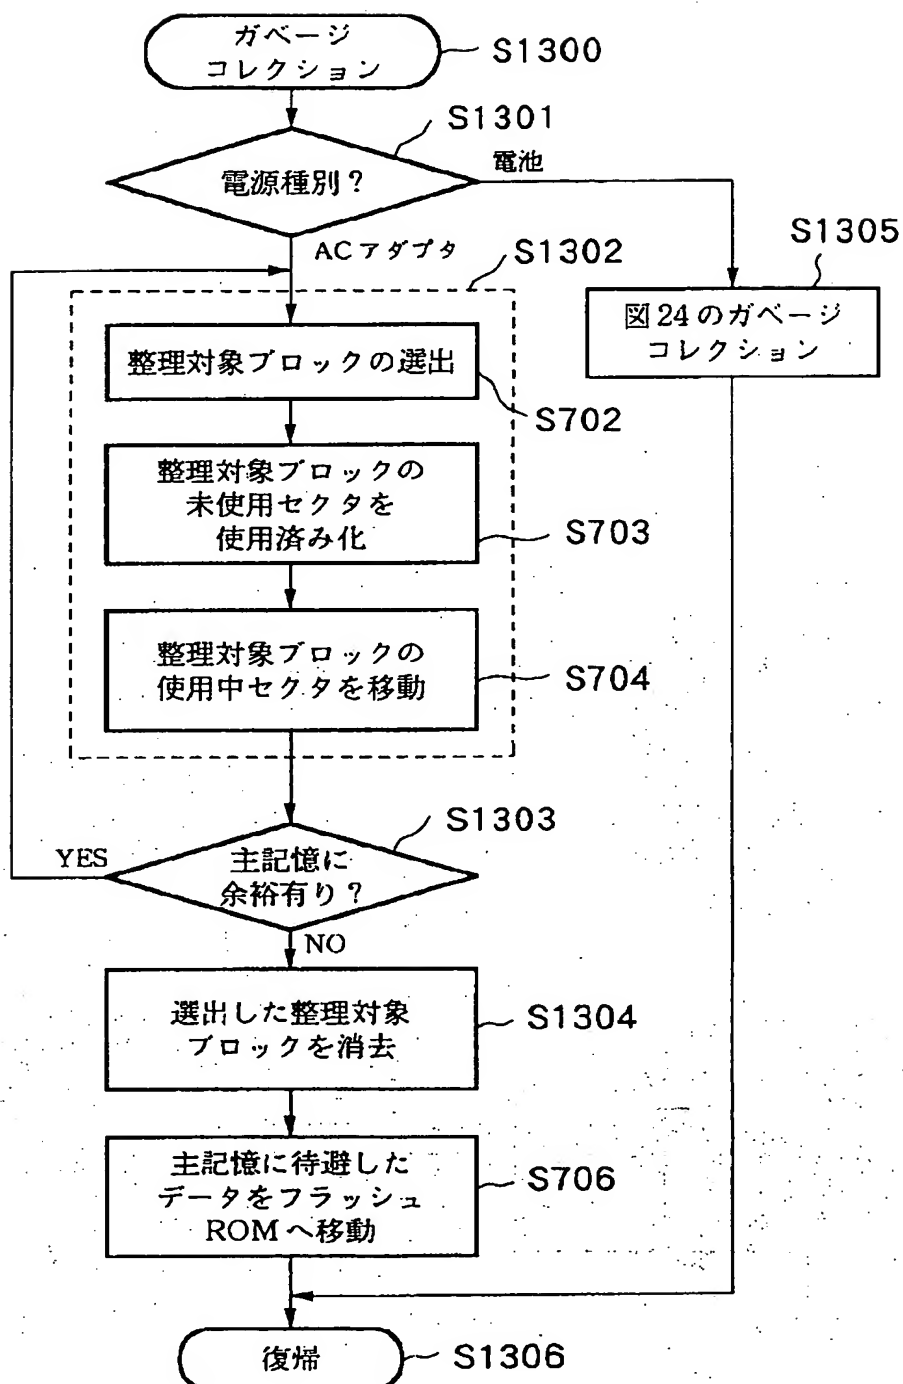 ガベージ
コレクション
S1300
S1301
電源種別？
電池
ACアダプタ
S1302
S1305
図24のガベージ
コレクション
整理対象ブロックの選出
S702
整理対象ブロックの
未使用セクタを
使用済み化
S703
整理対象ブロックの
使用中セクタを移動
S704
S1303
YES
主記憶に
余裕有り？
NO
選出した整理対象
ブロックを消去
S1304
主記憶に待避した
データをフラッシュ
ROMへ移動
S706
復帰
S1306